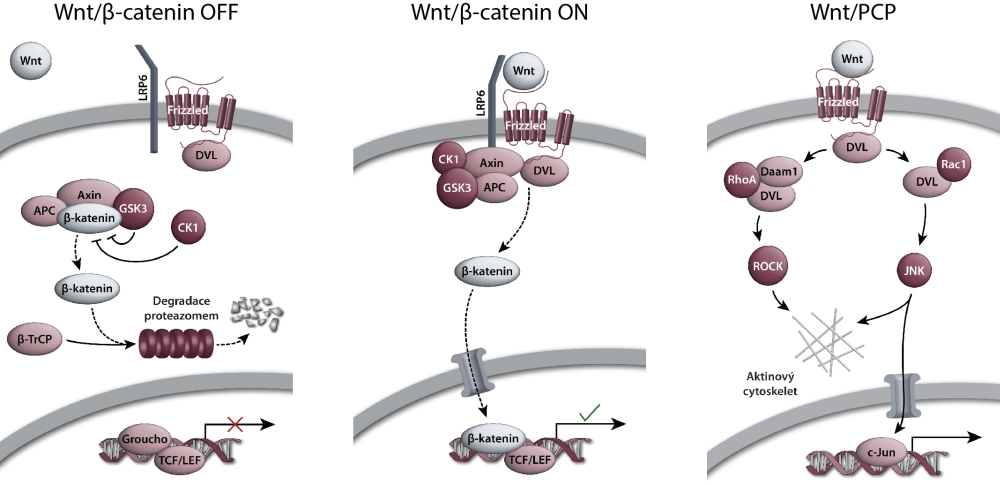 Wnt/β-catenin OFF
Wnt
LRP6
Frizzled
DVL
Axin
APC
β-katenin
GSK3
CK1
β-katenin
Degradace
proteazomem
β-TrCP
Groucho
TCF/LEF
Wnt/β-catenin ON
Wnt
LRP6
Frizzled
CK1
Axin
GSK3
APC
DVL
β-katenin
β-katenin
TCF/LEF
Wnt/PCP
Wnt
Frizzled
DVL
RhoA
Daam1
DVL
Rac1
DVL
ROCK
JNK
Aktinový
cytoskelet
c-Jun